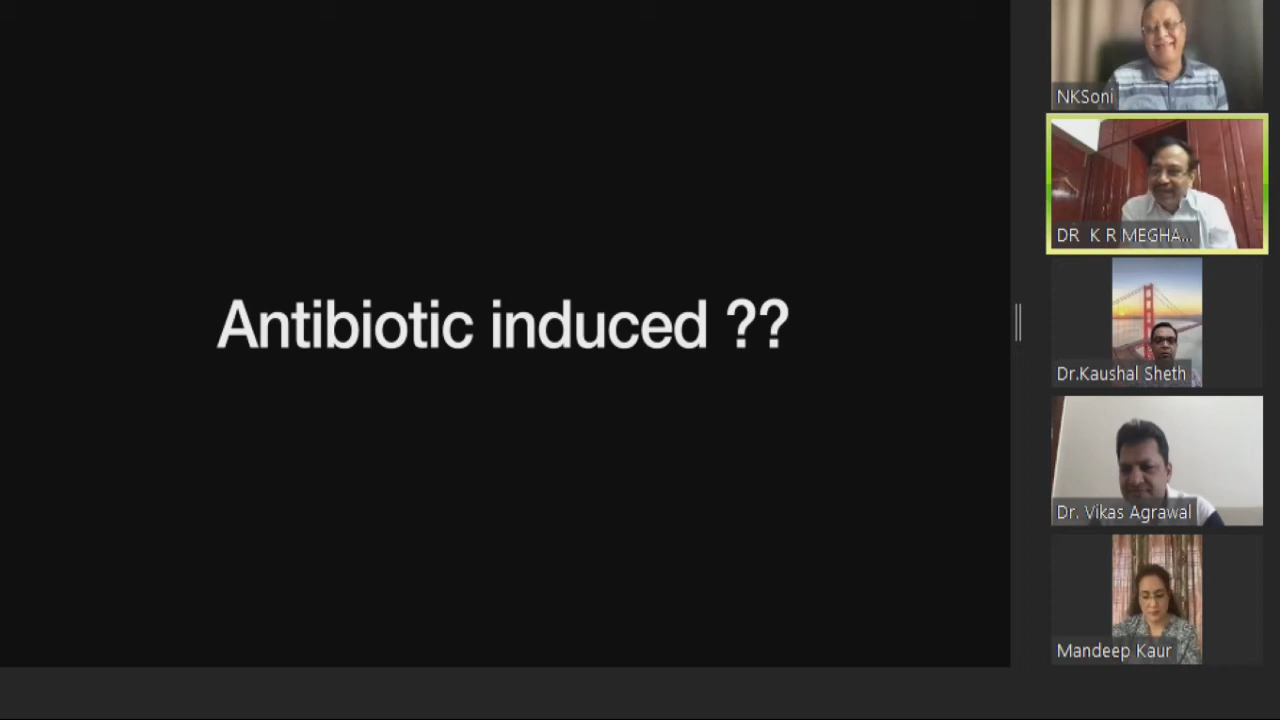 Antibiotic induced ??
NKSoni
DR K R MEGHA...
Dr.Kaushal Sheth
Dr. Vikas Agrawal
Mandeep Kaur